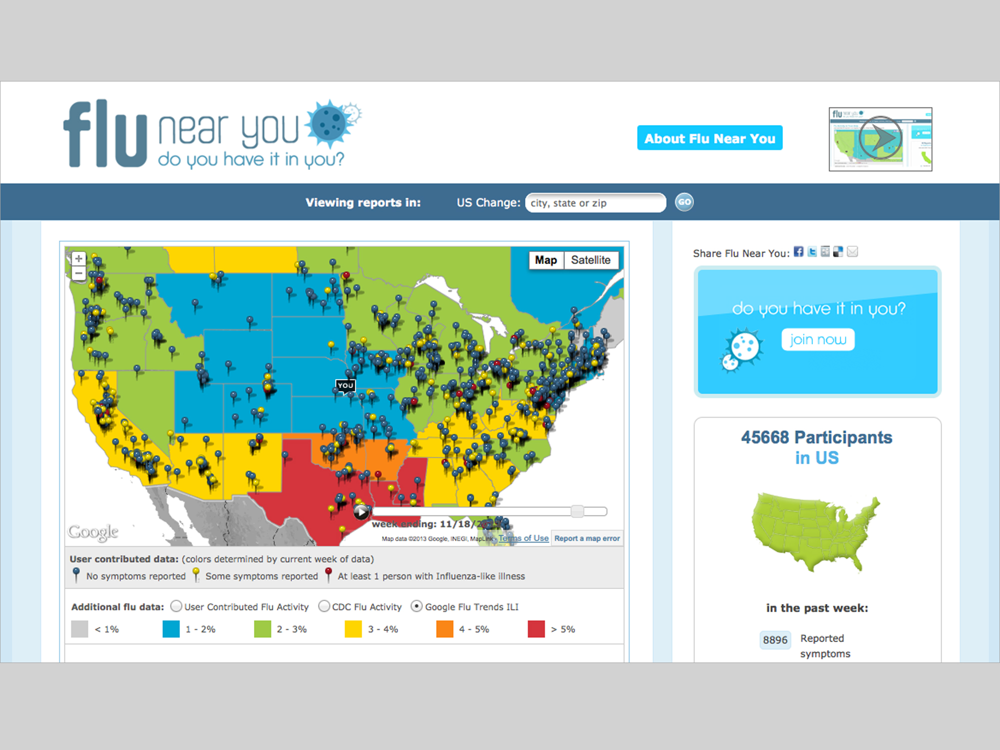 flu near you
do you have it in you?
About Flu Near You
flu near you
Viewing reports in: US Change: city, state or zip GO
+
−
Map Satellite
YOU
Google
week ending: 11/18/
Map data ©2013 Google, INEGI, MapLink Terms of Use Report a map error
User contributed data: (colors determined by current week of data)
No symptoms reported Some symptoms reported At least 1 person with Influenza-like illness
Additional flu data: User Contributed Flu Activity CDC Flu Activity Google Flu Trends ILI
< 1% 1 - 2% 2 - 3% 3 - 4% 4 - 5% > 5%
Share Flu Near You:
do you have it in you?
join now
45668 Participants
in US
in the past week:
8896 Reported
symptoms